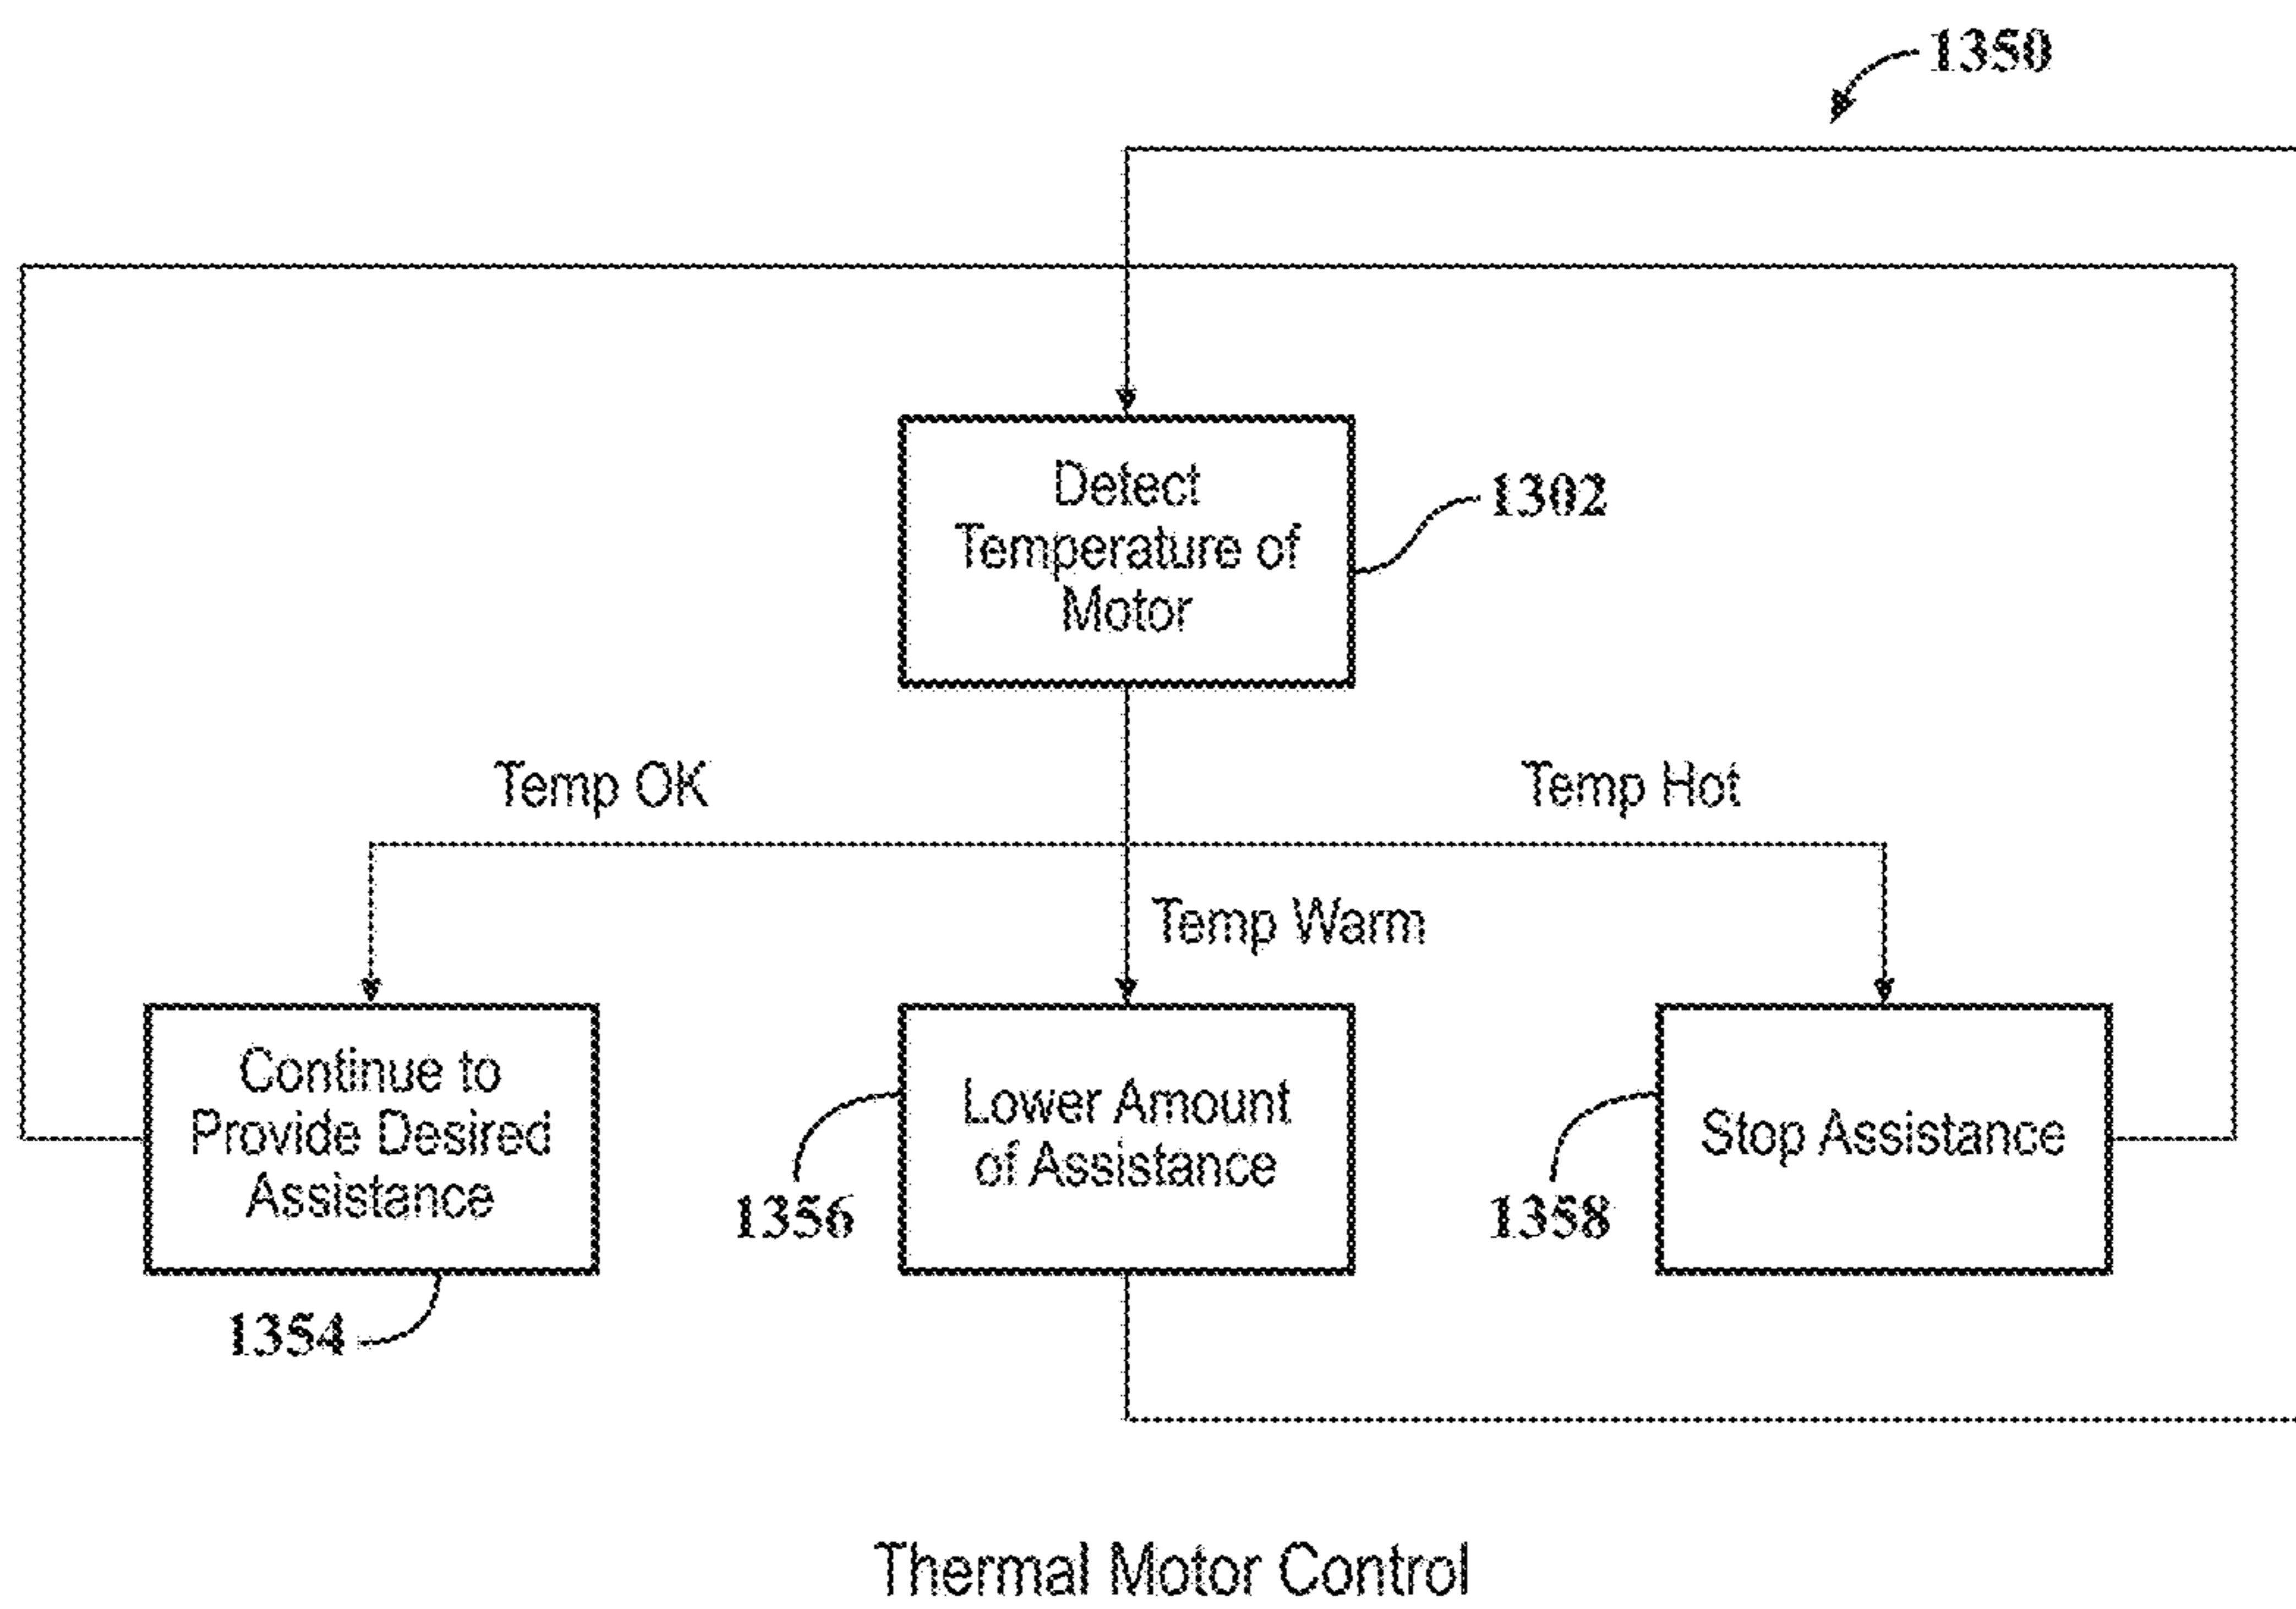 1350
Detect
Temperature of
Motor
1302
Temp OK
Temp Hot
Temp Warm
Continue to
Provide Desired
Assistance
1354
Lower Amount
of Assistance
1356
Stop Assistance
1358
Thermal Motor Control